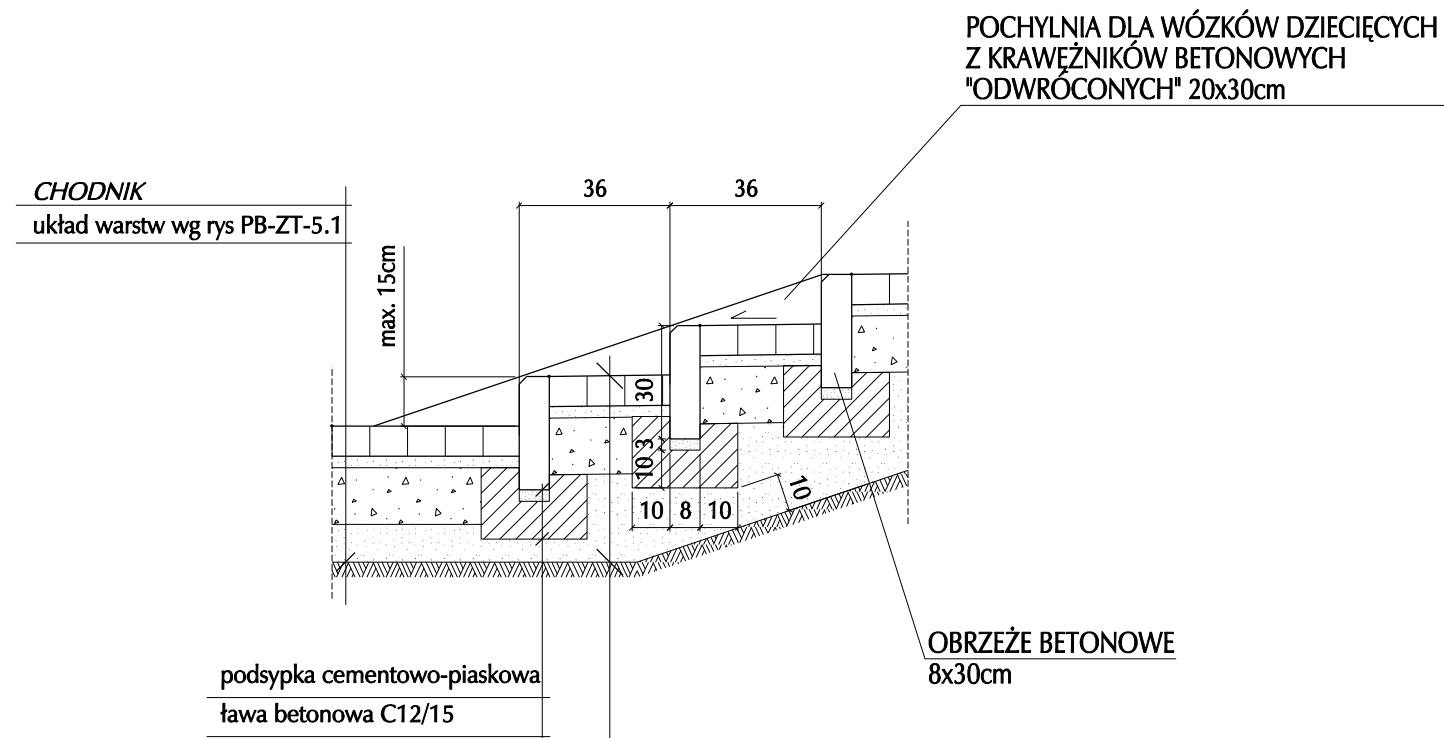 POCHYLNIA DLA WÓZKÓW DZIECIĘCYCH
Z KRAWĘŻNIKÓW BETONOWYCH
"ODWRÓCONYCH" 20x30cm
CHODNIK
układ warstw wg rys PB-ZT-5.1
36
36
max. 15cm
30
3
10
10
8
10
10
OBRZEŻE BETONOWE
8x30cm
podsypka cementowo-piaskowa
ława betonowa C12/15